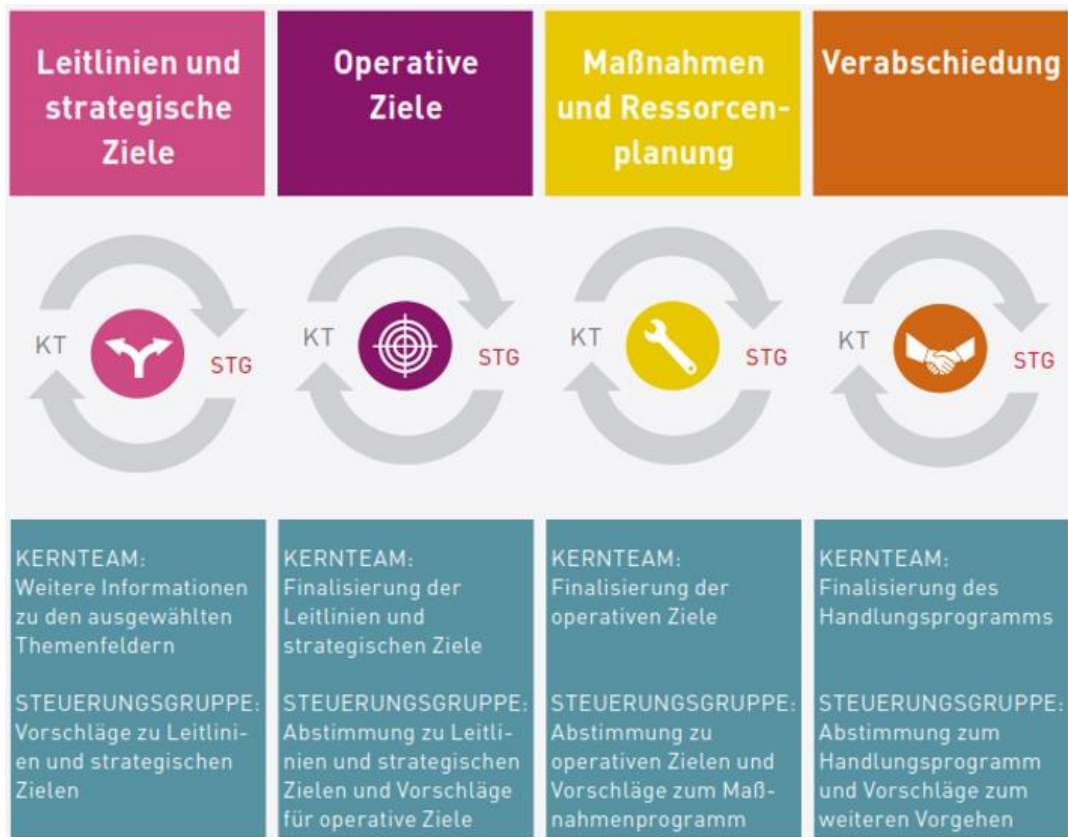 Leitlinien und
strategische
Ziele
Operative
Ziele
Maßnahmen
und Ressorcen-
planung
Verabschiedung
KT
STG
KT
STG
KT
STG
KT
STG
KERNTEAM:
Weitere Informationen
zu den ausgewählten
Themenfeldern
STEUERUNGSGRUPPE:
Vorschläge zu Leitlini-
en und strategischen
Zielen
KERNTEAM:
Finalisierung der
Leitlinien und
strategischen Ziele
STEUERUNGSGRUPPE:
Abstimmung zu Leitli-
nien und strategischen
Zielen und Vorschläge
für operative Ziele
KERNTEAM:
Finalisierung der
operativen Ziele
STEUERUNGSGRUPPE:
Abstimmung zu
operativen Zielen und
Vorschläge zum Maß-
nahmenprogramm
KERNTEAM:
Finalisierung des
Handlungsprogramms
STEUERUNGSGRUPPE:
Abstimmung zum
Handlungsprogramm
und Vorschläge zum
weiteren Vorgehen